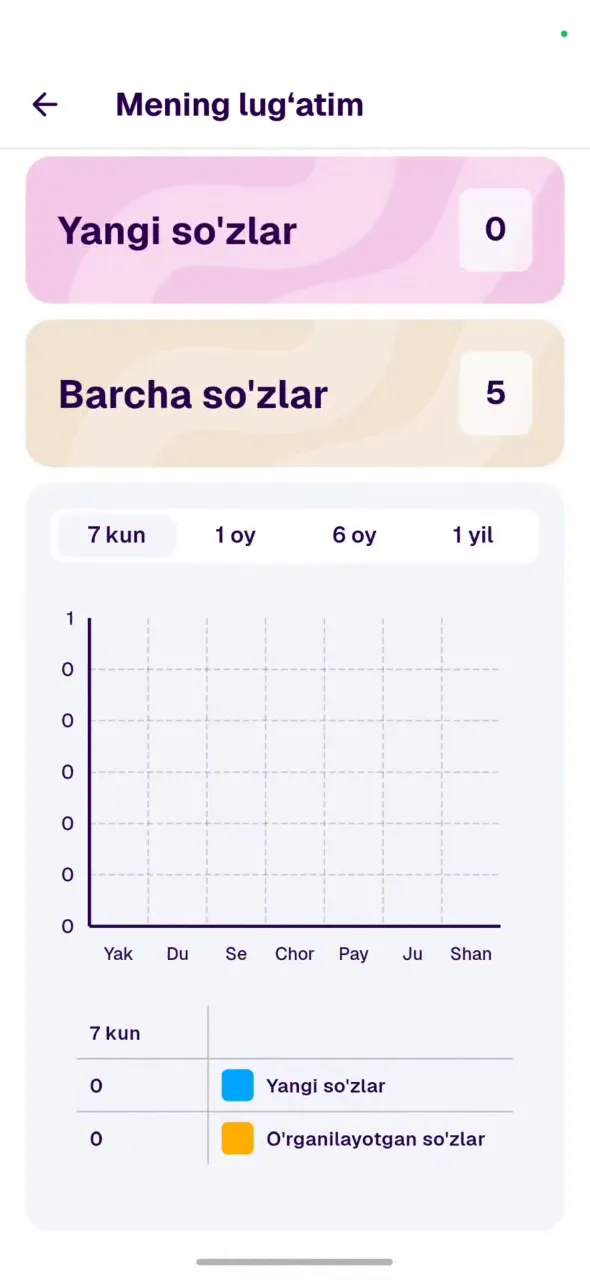 Mening lug‘atim
Yangi so'zlar 0
Barcha so'zlar 5
7 kun 1 oy 6 oy 1 yil
1
0
0
0
0
0
0
Yak Du Se Chor Pay Ju Shan
7 kun
0 Yangi so'zlar
0 O'rganilayotgan so'zlar